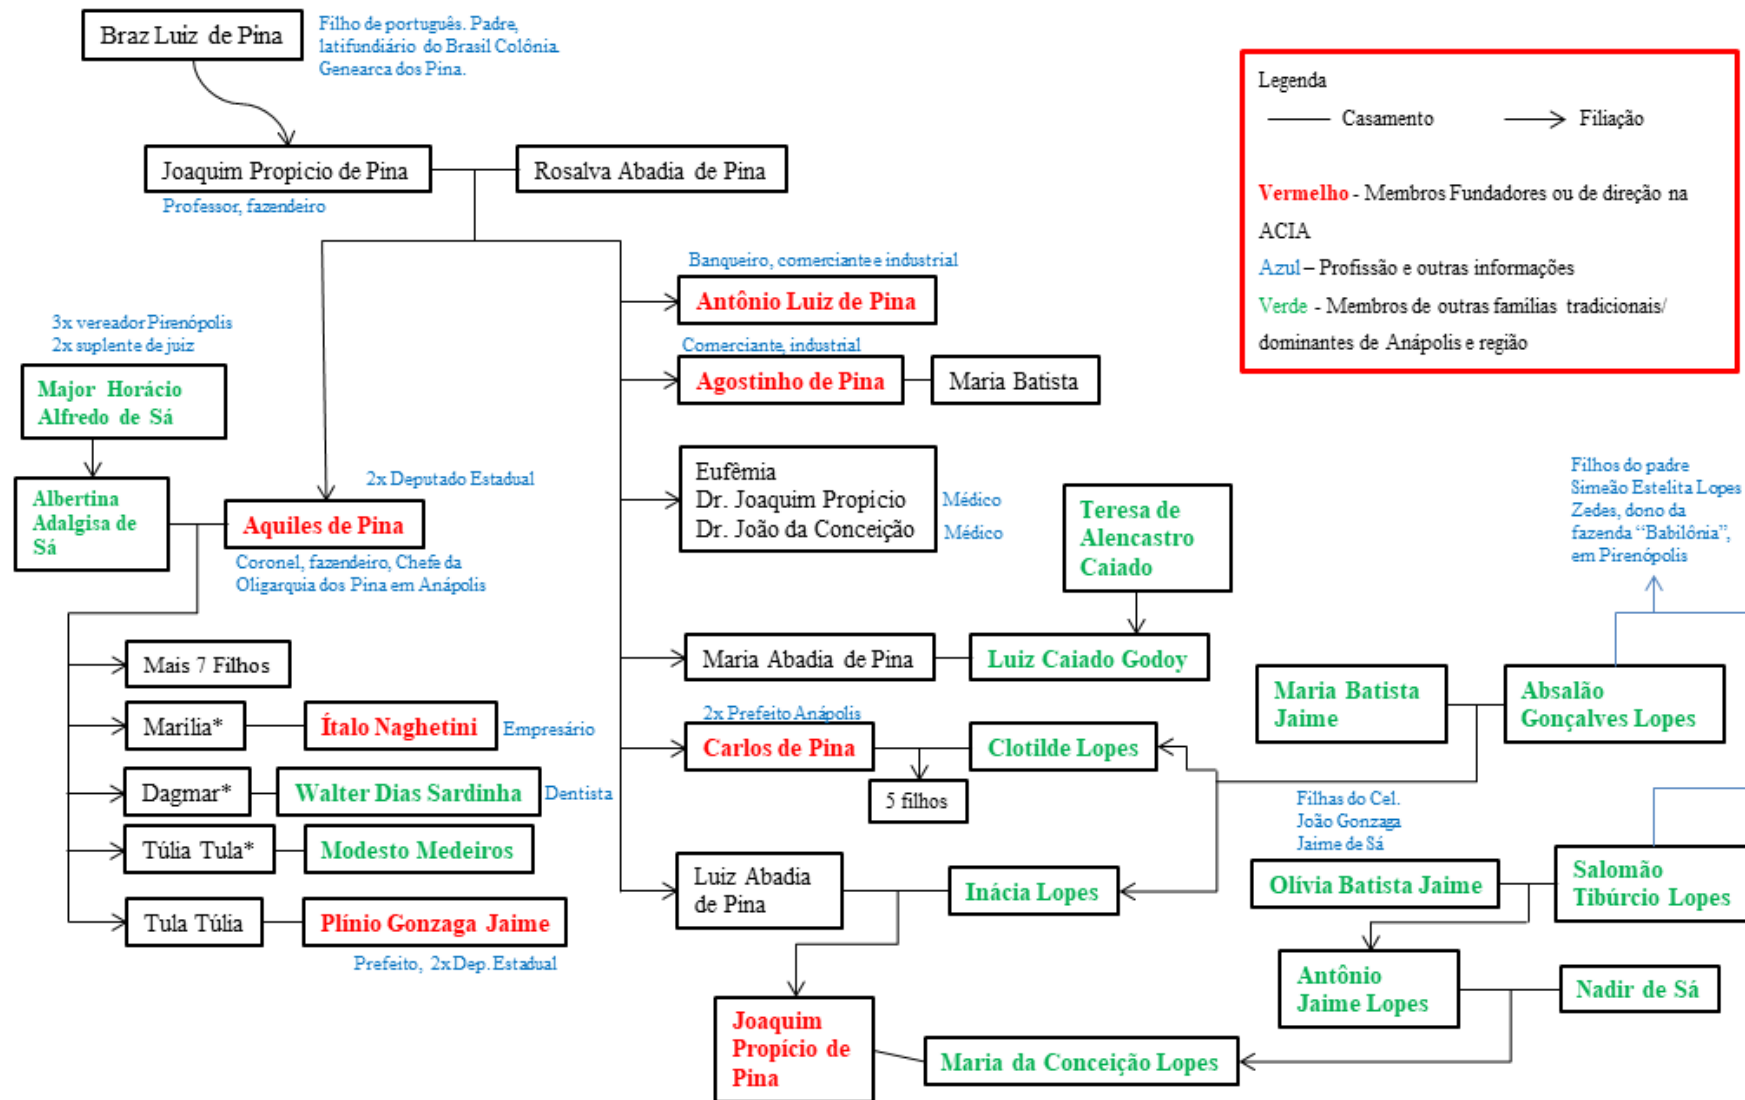 Braz Luiz de Pina
Filho de português. Padre,
latifundiário do Brasil Colônia.
Genearca dos Pina.
Legenda
Casamento
Filiação
Vermelho - Membros Fundadores ou de direção na
ACIA
Azul – Profissão e outras informações
Verde - Membros de outras famílias tradicionais/
dominantes de Anápolis e região
Joaquim Propício de Pina
Rosalva Abadia de Pina
Professor, fazendeiro
Banqueiro, comerciante e industrial
Antônio Luiz de Pina
Comerciante, industrial
Agostinho de Pina
Maria Batista
3x vereador Pirenópolis
2x suplente de juiz
Major Horácio
Alfredo de Sá
Albertina
Adalgisa de
Sá
2x Deputado Estadual
Aquiles de Pina
Coronel, fazendeiro, Chefe da
Oligarquia dos Pina em Anápolis
Eufêmia
Dr. Joaquim Propício
Médico
Dr. João da Conceição
Médico
Teresa de
Alencastro
Caiado
Filhos do padre
Simeão Estelita Lopes
Zedes, dono da
fazenda “Babilônia”,
em Pirenópolis
Mais 7 Filhos
Maria Abadia de Pina
Luiz Caiado Godoy
Maria Batista
Jaime
Absalão
Gonçalves Lopes
Marilia*
Ítalo Naghetini
Empresário
2x Prefeito Anápolis
Carlos de Pina
Clotilde Lopes
5 filhos
Dagmar*
Walter Dias Sardinha
Dentista
Túlia Tula*
Modesto Medeiros
Filhas do Cel.
João Gonzaga
Jaime de Sá
Luiz Abadia
de Pina
Inácia Lopes
Olívia Batista Jaime
Salomão
Tibúrcio Lopes
Tula Túlia
Plínio Gonzaga Jaime
Prefeito, 2x Dep. Estadual
Antônio
Jaime Lopes
Nadir de Sá
Joaquim
Propício de
Pina
Maria da Conceição Lopes